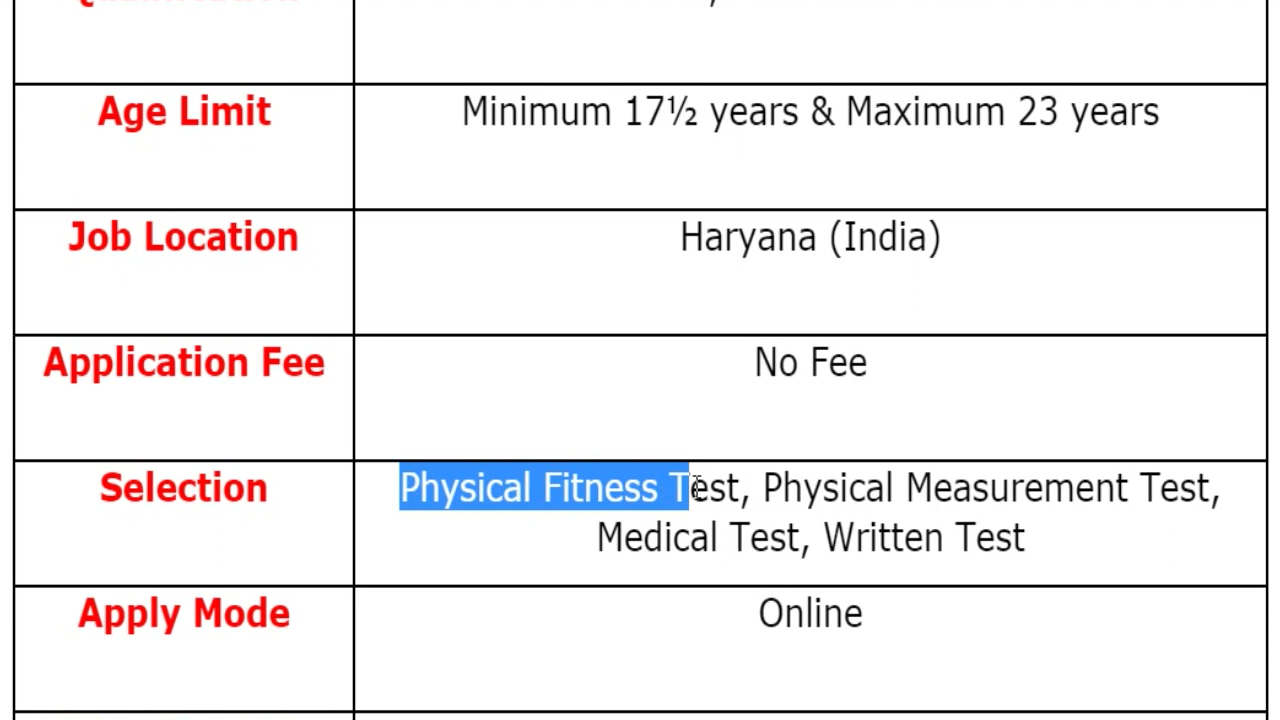 Age Limit
Minimum 17½ years & Maximum 23 years
Job Location
Haryana (India)
Application Fee
No Fee
Selection
Physical Fitness Test, Physical Measurement Test,
Medical Test, Written Test
Apply Mode
Online